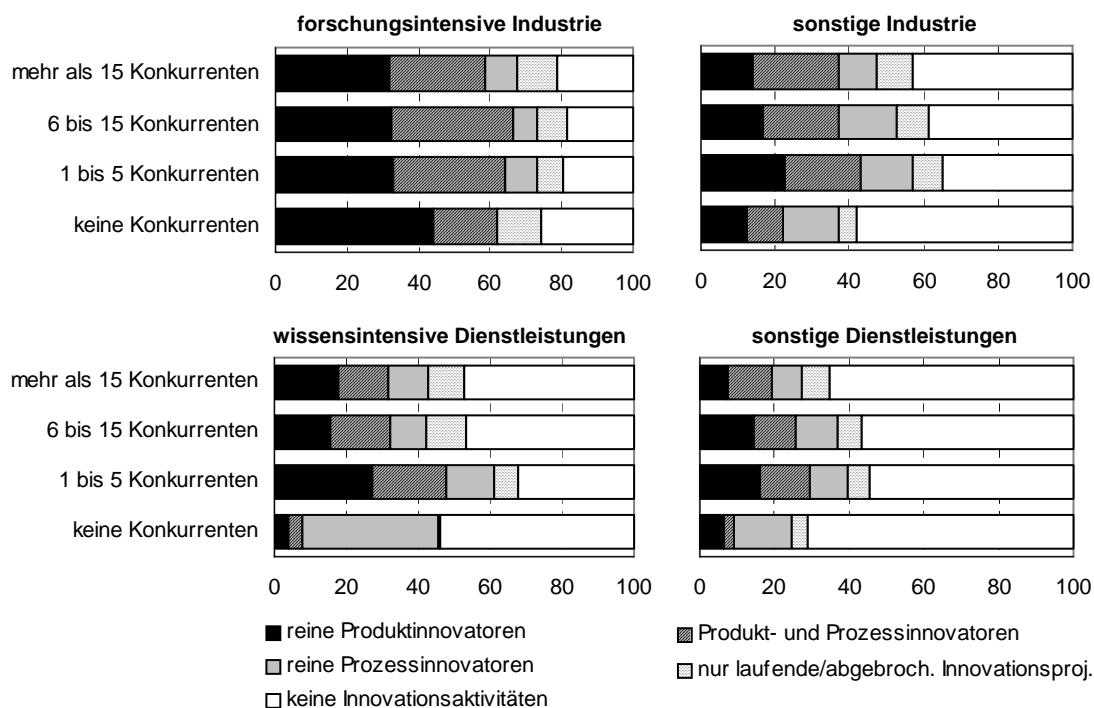 forschungsintensive Industrie
mehr als 15 Konkurrenten
6 bis 15 Konkurrenten
1 bis 5 Konkurrenten
keine Konkurrenten
0 20 40 60 80 100
sonstige Industrie
0 20 40 60 80 100
wissensintensive Dienstleistungen
mehr als 15 Konkurrenten
6 bis 15 Konkurrenten
1 bis 5 Konkurrenten
keine Konkurrenten
0 20 40 60 80 100
sonstige Dienstleistungen
0 20 40 60 80 100
reine Produktinnovatoren
Produkt- und Prozessinnovatoren
reine Prozessinnovatoren
nur laufende/abgebroch. Innovationsproj.
keine Innovationsaktivitäten